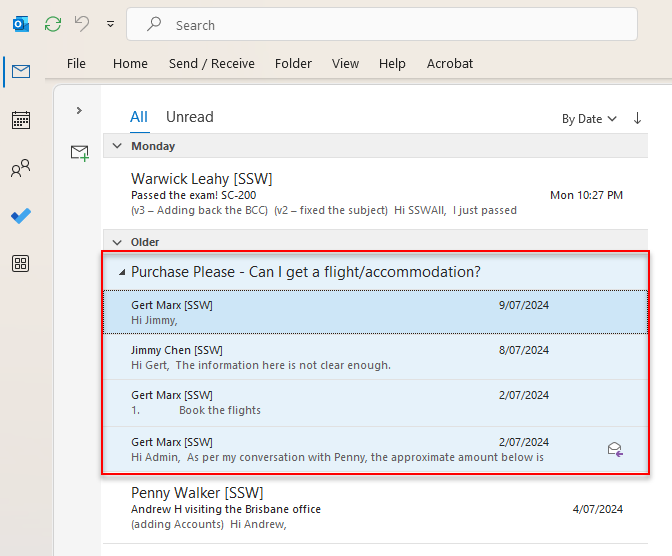 Search
File Home Send / Receive Folder View Help Acrobat
All Unread By Date
Monday
Warwick Leahy [SSW]
Passed the exam! SC-200 Mon 10:27 PM
(v3 – Adding back the BCC) (v2 – fixed the subject) Hi SSWAll, I just passed
Older
Purchase Please - Can I get a flight/accommodation?
Gert Marx [SSW] 9/07/2024
Hi Jimmy,
Jimmy Chen [SSW] 8/07/2024
Hi Gert, The information here is not clear enough.
Gert Marx [SSW] 2/07/2024
1. Book the flights
Gert Marx [SSW] 2/07/2024
Hi Admin, As per my conversation with Penny, the approximate amount below is
Penny Walker [SSW]
Andrew H visiting the Brisbane office 4/07/2024
(adding Accounts) Hi Andrew,